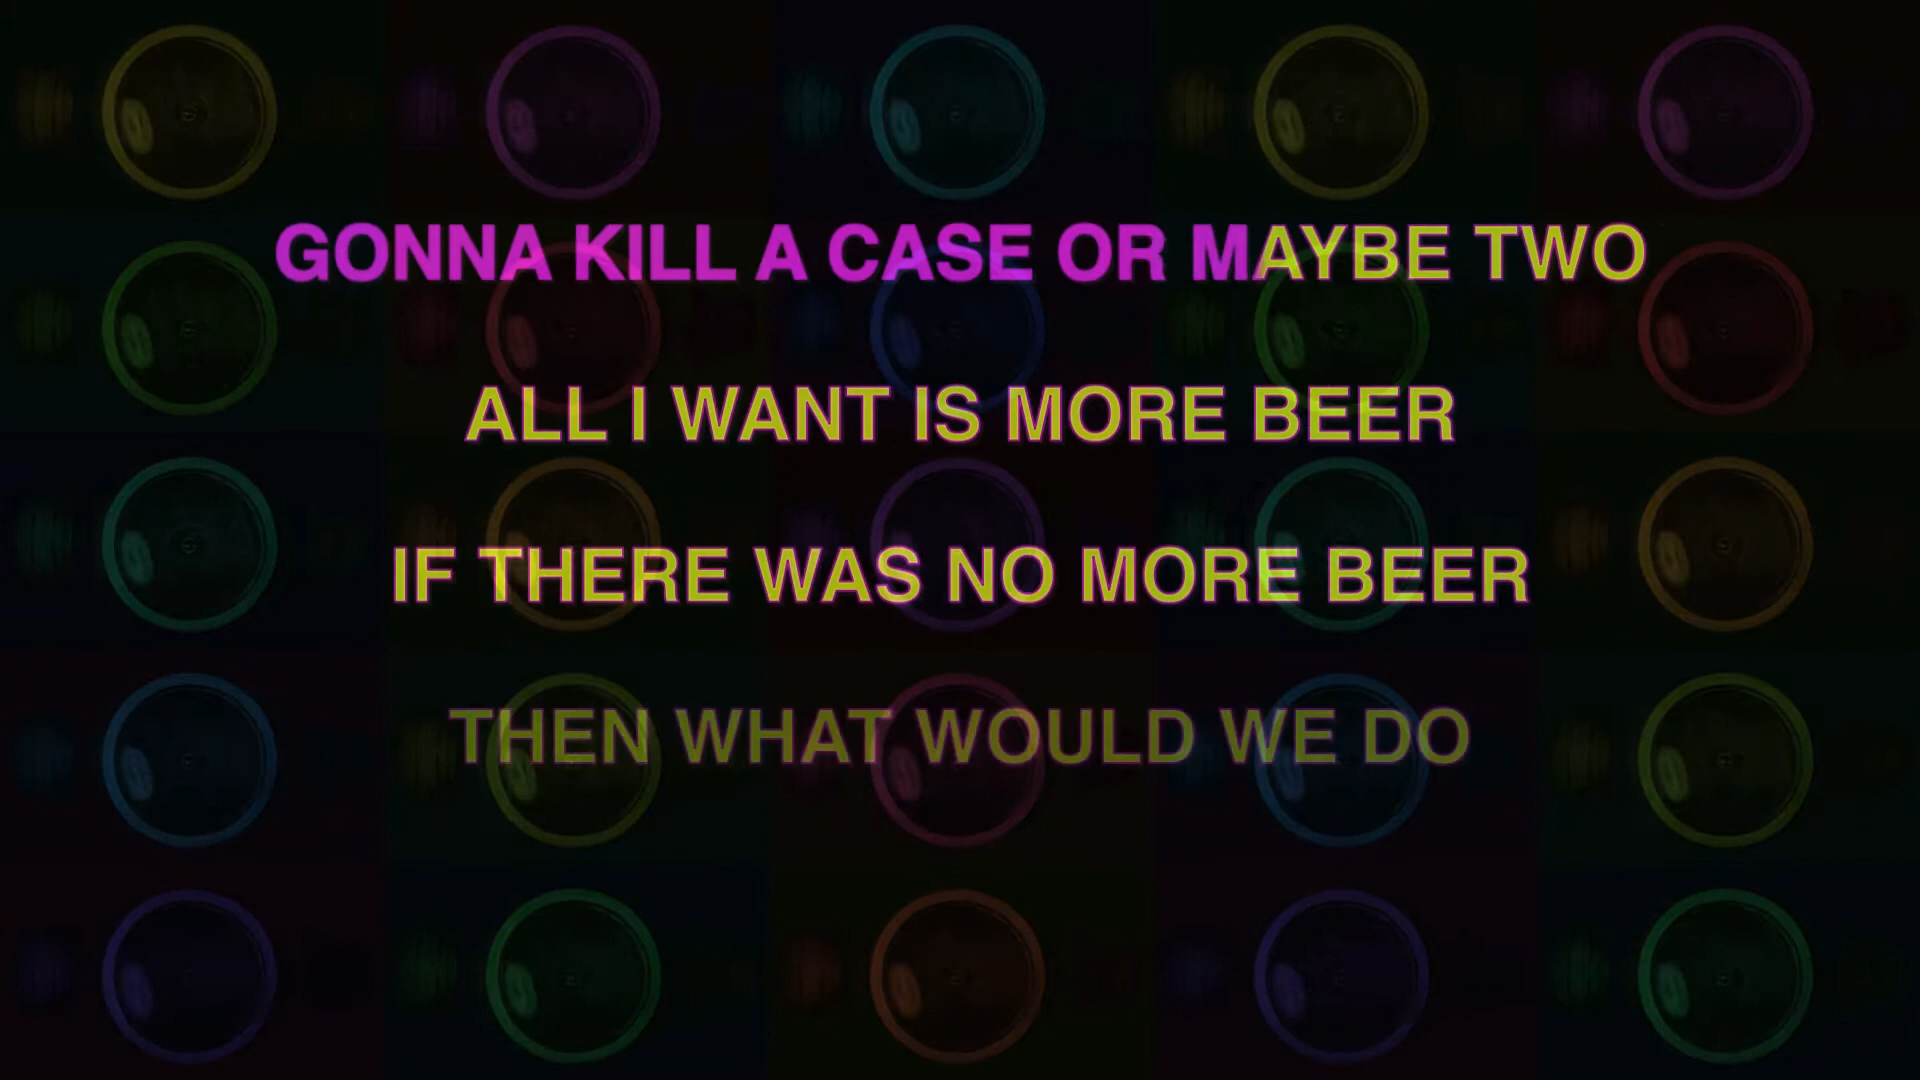 GONNA KILL A CASE OR MAYBE TWO
ALL I WANT IS MORE BEER
IF THERE WAS NO MORE BEER
THEN WHAT WOULD WE DO